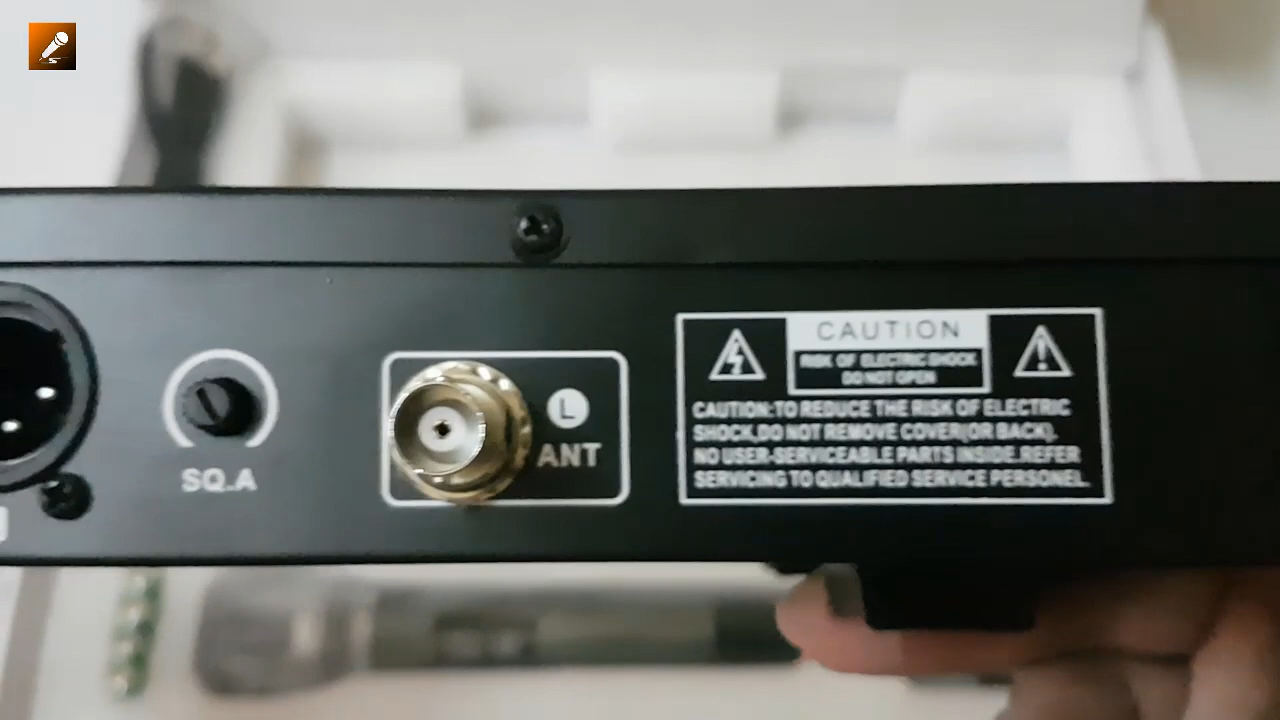 SQ.A
L
ANT
CAUTION
RISK OF ELECTRIC SHOCK
DO NOT OPEN
CAUTION:TO REDUCE THE RISK OF ELECTRIC
SHOCK,DO NOT REMOVE COVER(OR BACK).
NO USER-SERVICEABLE PARTS INSIDE.REFER
SERVICING TO QUALIFIED SERVICE PERSONEL.